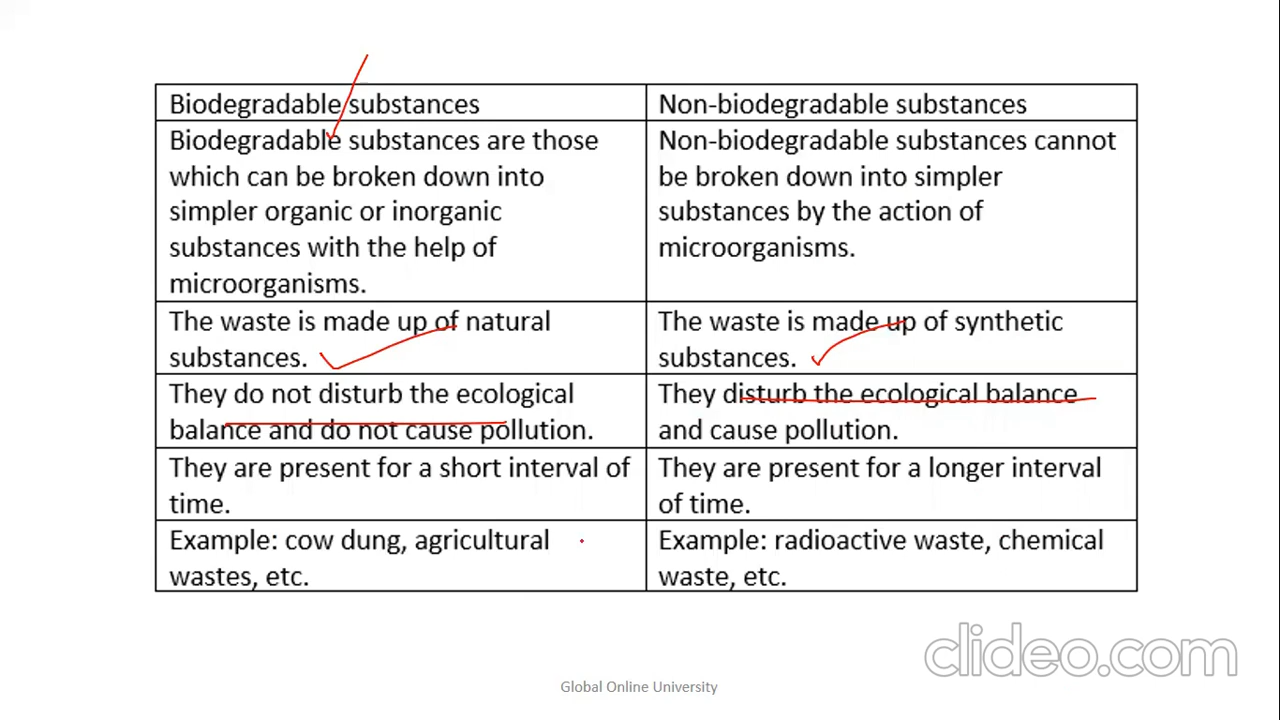 Biodegradable substances
Non-biodegradable substances
Biodegradable substances are those
which can be broken down into
simpler organic or inorganic
substances with the help of
microorganisms.
Non-biodegradable substances cannot
be broken down into simpler
substances by the action of
microorganisms.
The waste is made up of natural
substances.
The waste is made up of synthetic
substances.
They do not disturb the ecological
balance and do not cause pollution.
They disturb the ecological balance
and cause pollution.
They are present for a short interval of
time.
They are present for a longer interval
of time.
Example: cow dung, agricultural
wastes, etc.
Example: radioactive waste, chemical
waste, etc.
clideo.com
Global Online University